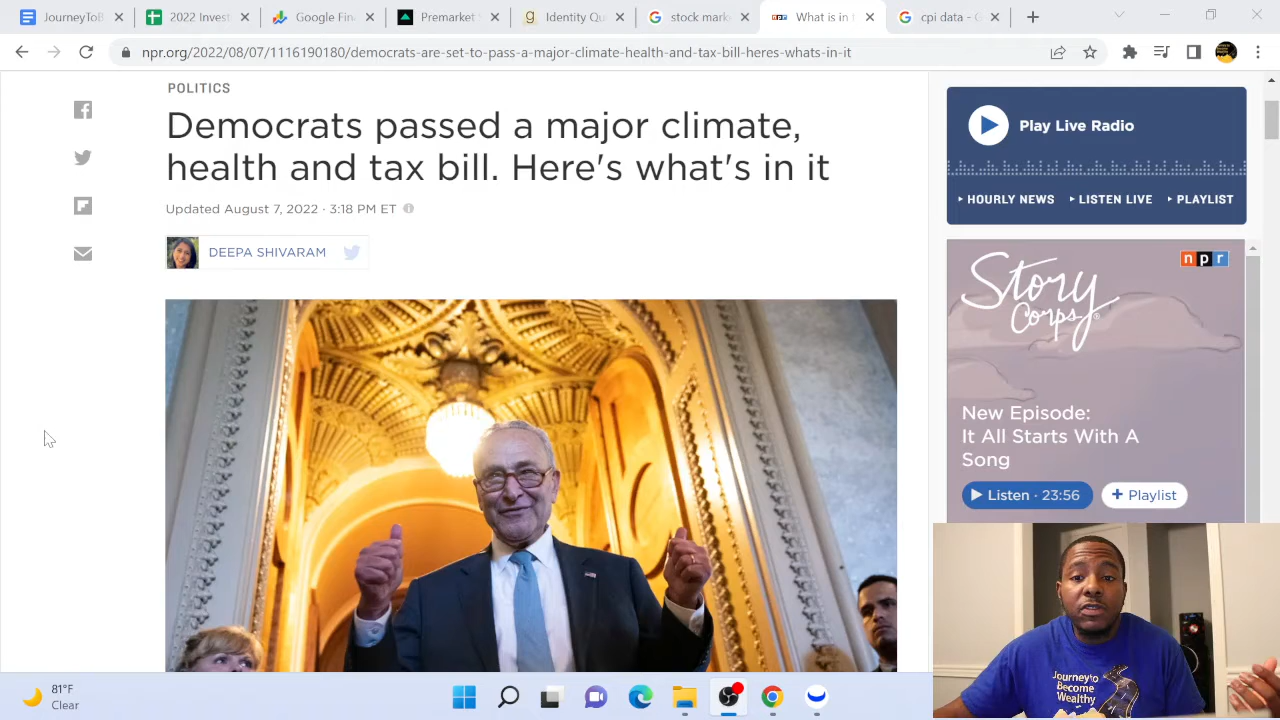 JourneyToB
2022 Invest
Google Fin
Premarket
Identity Qu
stock mark
What is in
cpi data - G
npr.org/2022/08/07/1116190180/democrats-are-set-to-pass-a-major-climate-health-and-tax-bill-heres-whats-in-it
POLITICS
Democrats passed a major climate,
health and tax bill. Here's what's in it
Updated August 7, 2022 · 3:18 PM ET
DEEPA SHIVARAM
Play Live Radio
HOURLY NEWS
LISTEN LIVE
PLAYLIST
npr
Story
Corps®
New Episode:
It All Starts With A
Song
Listen · 23:56
+ Playlist
Journey to
Become
Wealthy
81°F
Clear